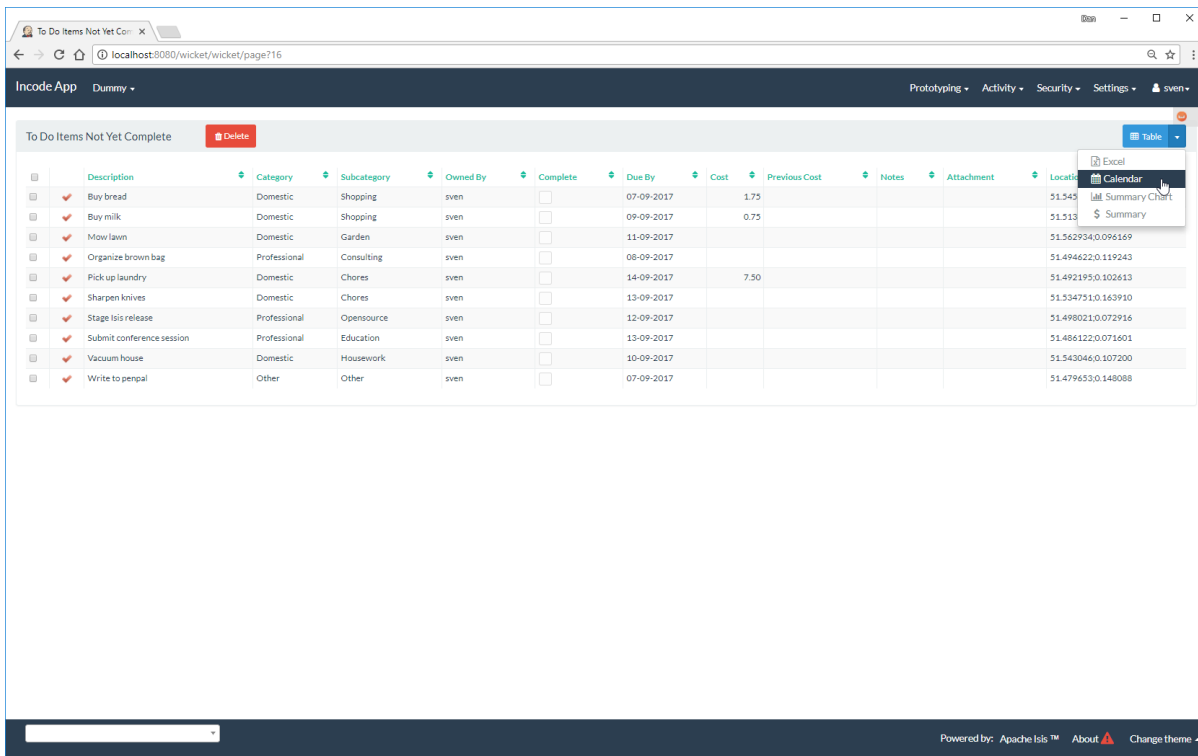 Dan
To Do Items Not Yet Com
localhost:8080/wicket/wicket/page?16
Incode App Dummy Prototyping Activity Security Settings sven
To Do Items Not Yet Complete Delete Table
Excel
Calendar
Summary Chart
$ Summary
Description Category Subcategory Owned By Complete Due By Cost Previous Cost Notes Attachment Locatio
Buy bread Domestic Shopping sven 07-09-2017 1.75 51.545
Buy milk Domestic Shopping sven 09-09-2017 0.75 51.513
Mow lawn Domestic Garden sven 11-09-2017 51.562934;0.096169
Organize brown bag Professional Consulting sven 08-09-2017 51.494622;0.119243
Pick up laundry Domestic Chores sven 14-09-2017 7.50 51.492195;0.102613
Sharpen knives Domestic Chores sven 13-09-2017 51.534751;0.163910
Stage Isis release Professional Opensource sven 12-09-2017 51.498021;0.072916
Submit conference session Professional Education sven 13-09-2017 51.486122;0.071601
Vacuum house Domestic Housework sven 10-09-2017 51.543046;0.107200
Write to penpal Other Other sven 07-09-2017 51.479653;0.148088
Powered by: Apache Isis ™ About Change theme